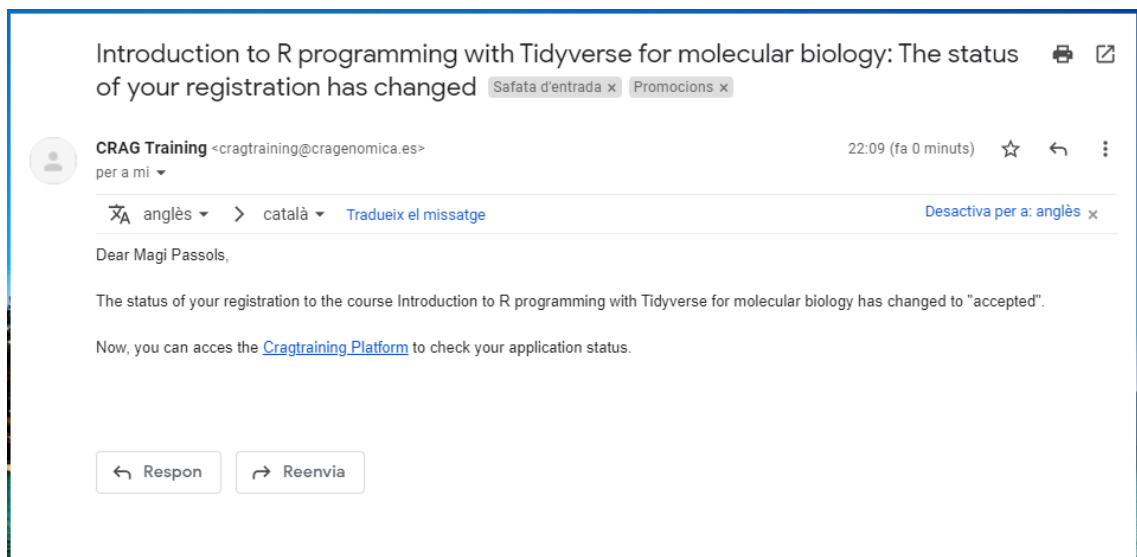 Introduction to R programming with Tidyverse for molecular biology: The status
of your registration has changed Safata d'entrada x Promocions x
CRAG Training <cragtraining@cragenomica.es> 22:09 (fa 0 minuts)
per a mi
anglès > català Tradueix el missatge Desactiva per a: anglès x
Dear Magi Passols,
The status of your registration to the course Introduction to R programming with Tidyverse for molecular biology has changed to "accepted".
Now, you can acces the Cragtraining Platform to check your application status.
Respon Reenvia